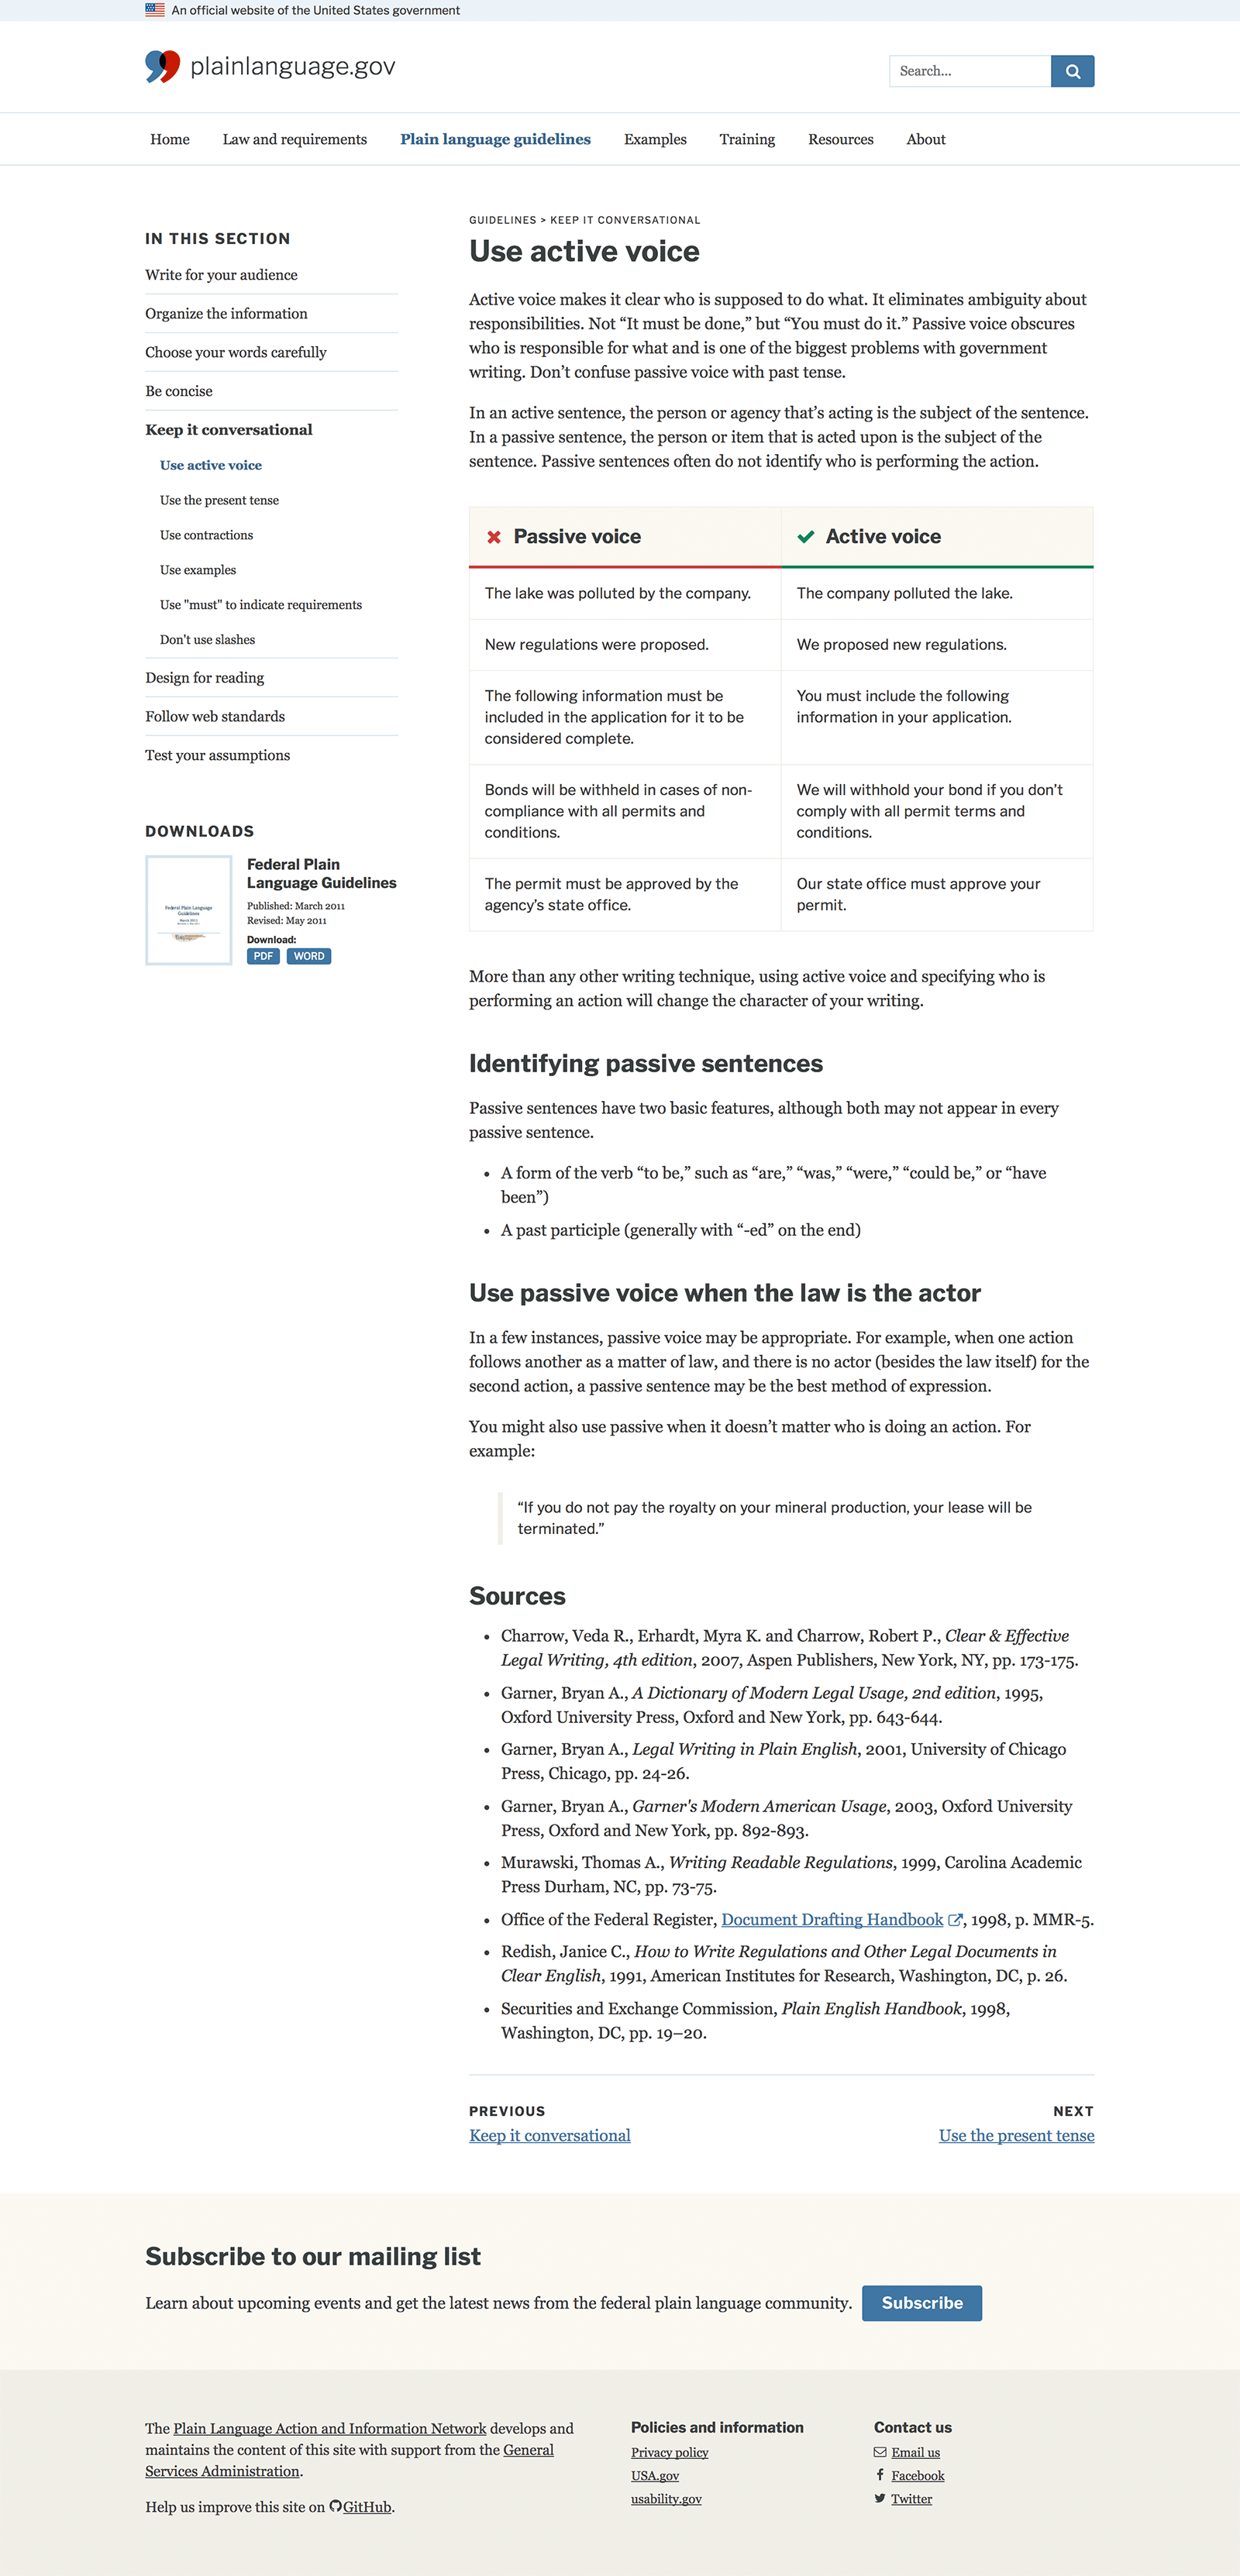 An official website of the United States government
plainlanguage.gov
Search...
Home
Law and requirements
Plain language guidelines
Examples
Training
Resources
About
IN THIS SECTION
Write for your audience
Organize the information
Choose your words carefully
Be concise
Keep it conversational
Use active voice
Use the present tense
Use contractions
Use examples
Use "must" to indicate requirements
Don't use slashes
Design for reading
Follow web standards
Test your assumptions
DOWNLOADS
Federal Plain Language
Guidelines
March 2011
Federal Plain
Language Guidelines
Published: March 2011
Revised: May 2011
Download:
PDF
WORD
GUIDELINES > KEEP IT CONVERSATIONAL
Use active voice
Active voice makes it clear who is supposed to do what. It eliminates ambiguity about
responsibilities. Not “It must be done,” but “You must do it.” Passive voice obscures
who is responsible for what and is one of the biggest problems with government
writing. Don’t confuse passive voice with past tense.
In an active sentence, the person or agency that’s acting is the subject of the sentence.
In a passive sentence, the person or item that is acted upon is the subject of the
sentence. Passive sentences often do not identify who is performing the action.
Passive voice
Active voice
The lake was polluted by the company.
The company polluted the lake.
New regulations were proposed.
We proposed new regulations.
The following information must be
included in the application for it to be
considered complete.
You must include the following
information in your application.
Bonds will be withheld in cases of non-
compliance with all permits and
conditions.
We will withhold your bond if you don’t
comply with all permit terms and
conditions.
The permit must be approved by the
agency’s state office.
Our state office must approve your
permit.
More than any other writing technique, using active voice and specifying who is
performing an action will change the character of your writing.
Identifying passive sentences
Passive sentences have two basic features, although both may not appear in every
passive sentence.
• A form of the verb “to be,” such as “are,” “was,” “were,” “could be,” or “have
been”)
• A past participle (generally with “-ed” on the end)
Use passive voice when the law is the actor
In a few instances, passive voice may be appropriate. For example, when one action
follows another as a matter of law, and there is no actor (besides the law itself) for the
second action, a passive sentence may be the best method of expression.
You might also use passive when it doesn’t matter who is doing an action. For
example:
“If you do not pay the royalty on your mineral production, your lease will be
terminated.”
Sources
• Charrow, Veda R., Erhardt, Myra K. and Charrow, Robert P., Clear & Effective
Legal Writing, 4th edition, 2007, Aspen Publishers, New York, NY, pp. 173-175.
• Garner, Bryan A., A Dictionary of Modern Legal Usage, 2nd edition, 1995,
Oxford University Press, Oxford and New York, pp. 643-644.
• Garner, Bryan A., Legal Writing in Plain English, 2001, University of Chicago
Press, Chicago, pp. 24-26.
• Garner, Bryan A., Garner's Modern American Usage, 2003, Oxford University
Press, Oxford and New York, pp. 892-893.
• Murawski, Thomas A., Writing Readable Regulations, 1999, Carolina Academic
Press Durham, NC, pp. 73-75.
• Office of the Federal Register, Document Drafting Handbook, 1998, p. MMR-5.
• Redish, Janice C., How to Write Regulations and Other Legal Documents in
Clear English, 1991, American Institutes for Research, Washington, DC, p. 26.
• Securities and Exchange Commission, Plain English Handbook, 1998,
Washington, DC, pp. 19–20.
PREVIOUS
Keep it conversational
NEXT
Use the present tense
Subscribe to our mailing list
Learn about upcoming events and get the latest news from the federal plain language community.
Subscribe
The Plain Language Action and Information Network develops and
maintains the content of this site with support from the General
Services Administration.
Help us improve this site on GitHub.
Policies and information
Privacy policy
USA.gov
usability.gov
Contact us
Email us
Facebook
Twitter